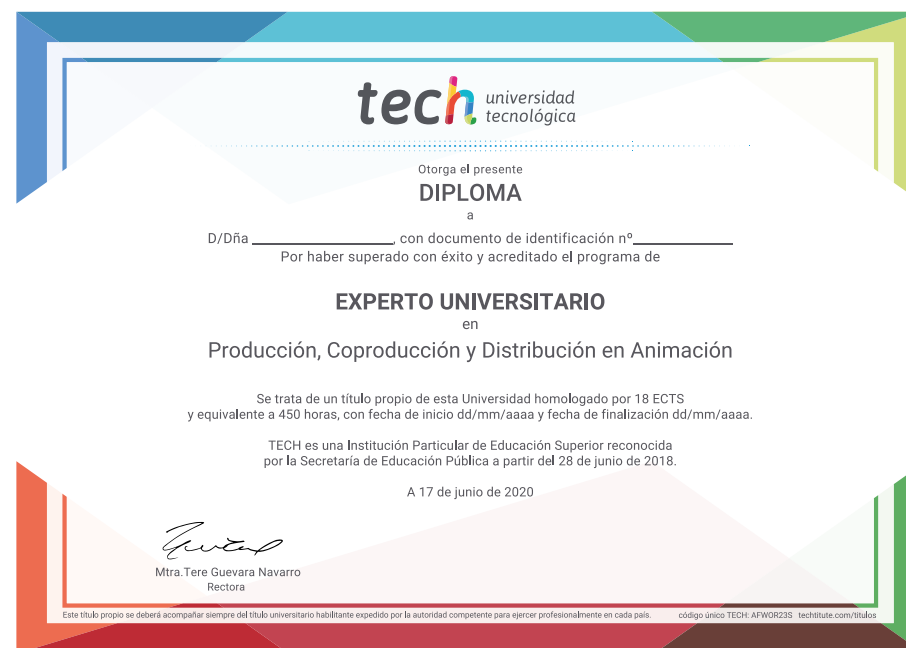 tech universidad
tecnológica
Otorga el presente
DIPLOMA
a
D/Dña ____________, con documento de identificación nº____________
Por haber superado con éxito y acreditado el programa de
EXPERTO UNIVERSITARIO
en
Producción, Coproducción y Distribución en Animación
Se trata de un título propio de esta Universidad homologado por 18 ECTS
y equivalente a 450 horas, con fecha de inicio dd/mm/aaaa y fecha de finalización dd/mm/aaaa.
TECH es una Institución Particular de Educación Superior reconocida
por la Secretaría de Educación Pública a partir del 28 de junio de 2018.
A 17 de junio de 2020
Mtra.Tere Guevara Navarro
Rectora
Este título propio se deberá acompañar siempre del título universitario habilitante expedido por la autoridad competente para ejercer profesionalmente en cada país. código único TECH: AFWOR23S techtitute.com/titulos